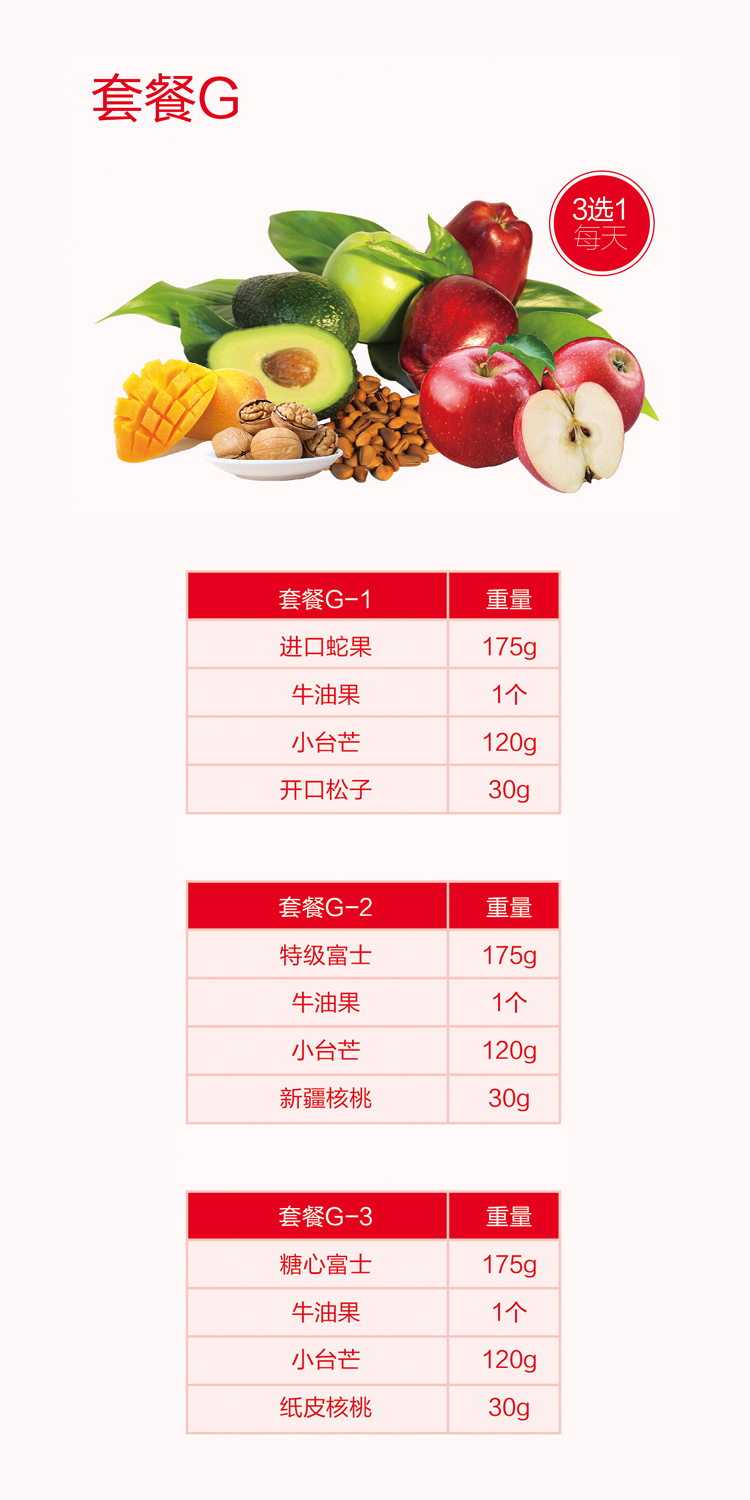 套餐G
3选1
每天
套餐G-1 重量
进口蛇果 175g
牛油果 1个
小台芒 120g
开口松子 30g
套餐G-2 重量
特级富士 175g
牛油果 1个
小台芒 120g
新疆核桃 30g
套餐G-3 重量
糖心富士 175g
牛油果 1个
小台芒 120g
纸皮核桃 30g